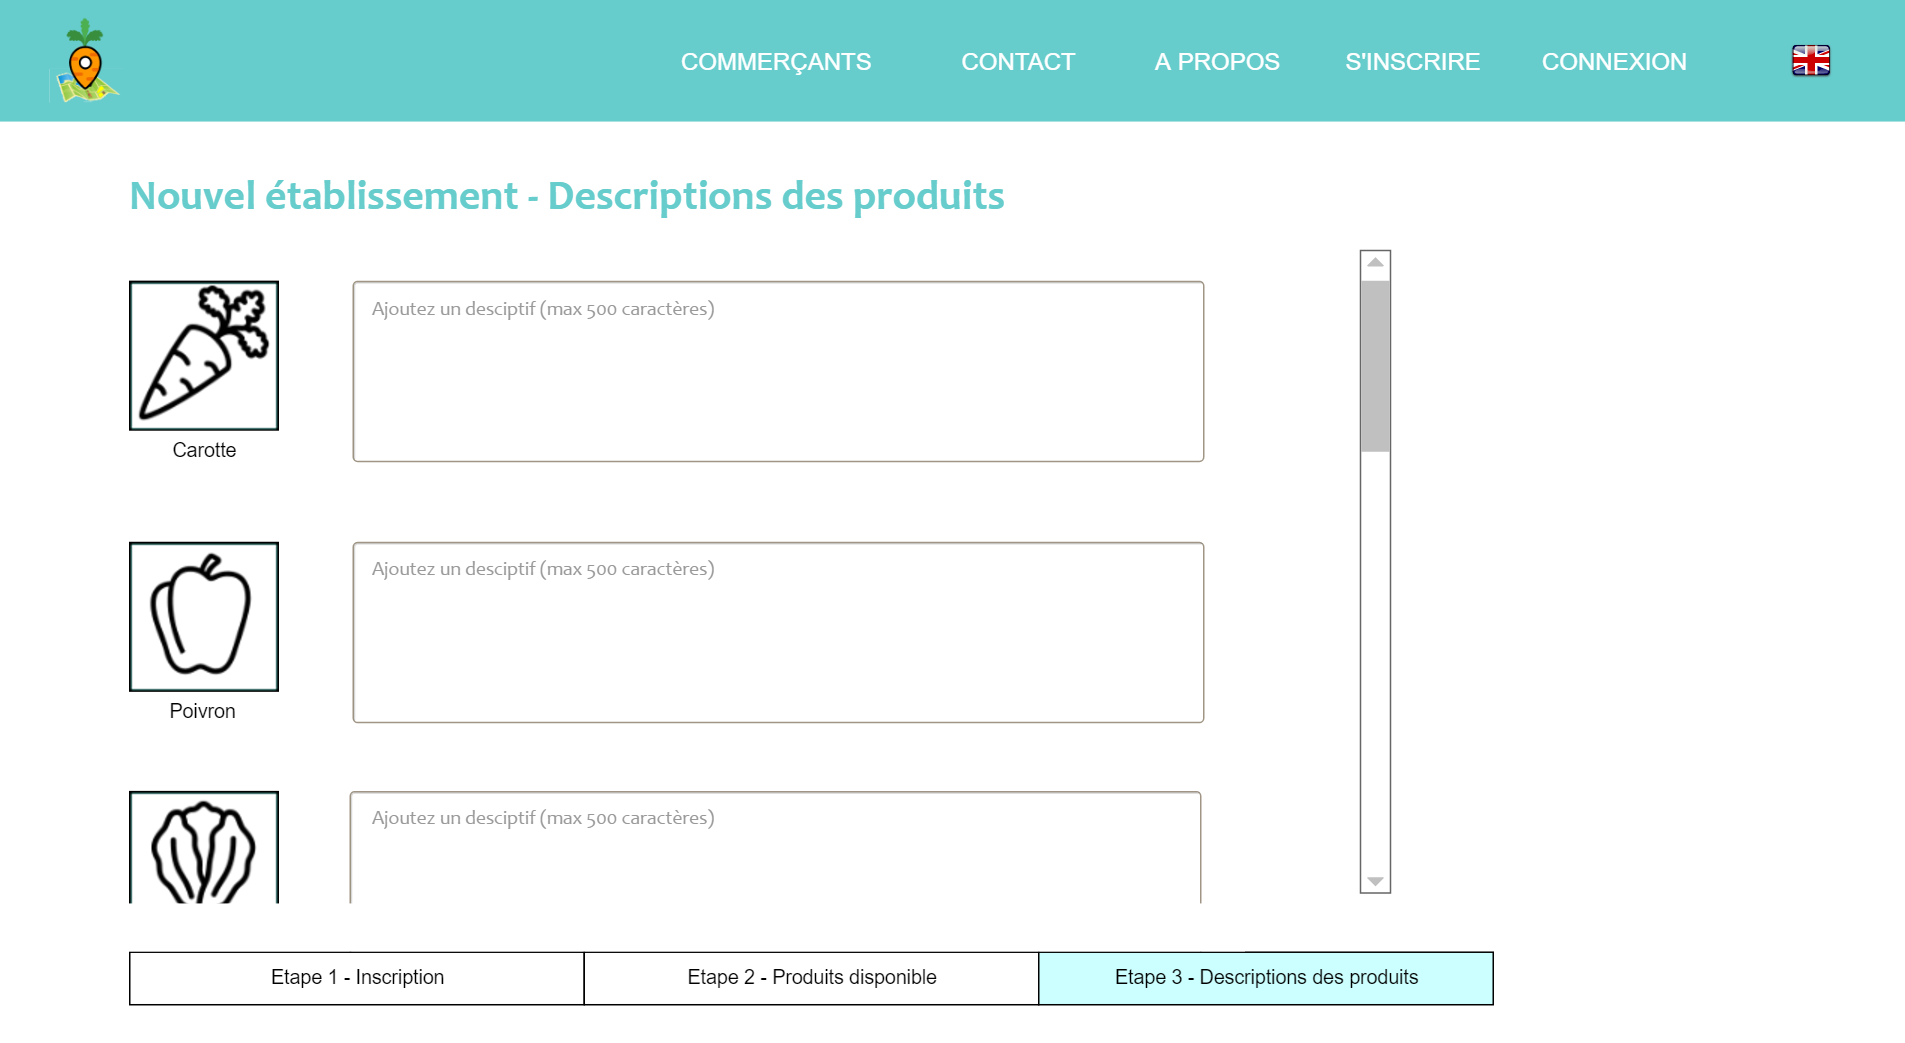 COMMERÇANTS CONTACT A PROPOS S'INSCRIRE CONNEXION
Nouvel établissement - Descriptions des produits
Ajoutez un desciptif (max 500 caractères)
Carotte
Ajoutez un desciptif (max 500 caractères)
Poivron
Ajoutez un desciptif (max 500 caractères)
Etape 1 - Inscription Etape 2 - Produits disponible Etape 3 - Descriptions des produits